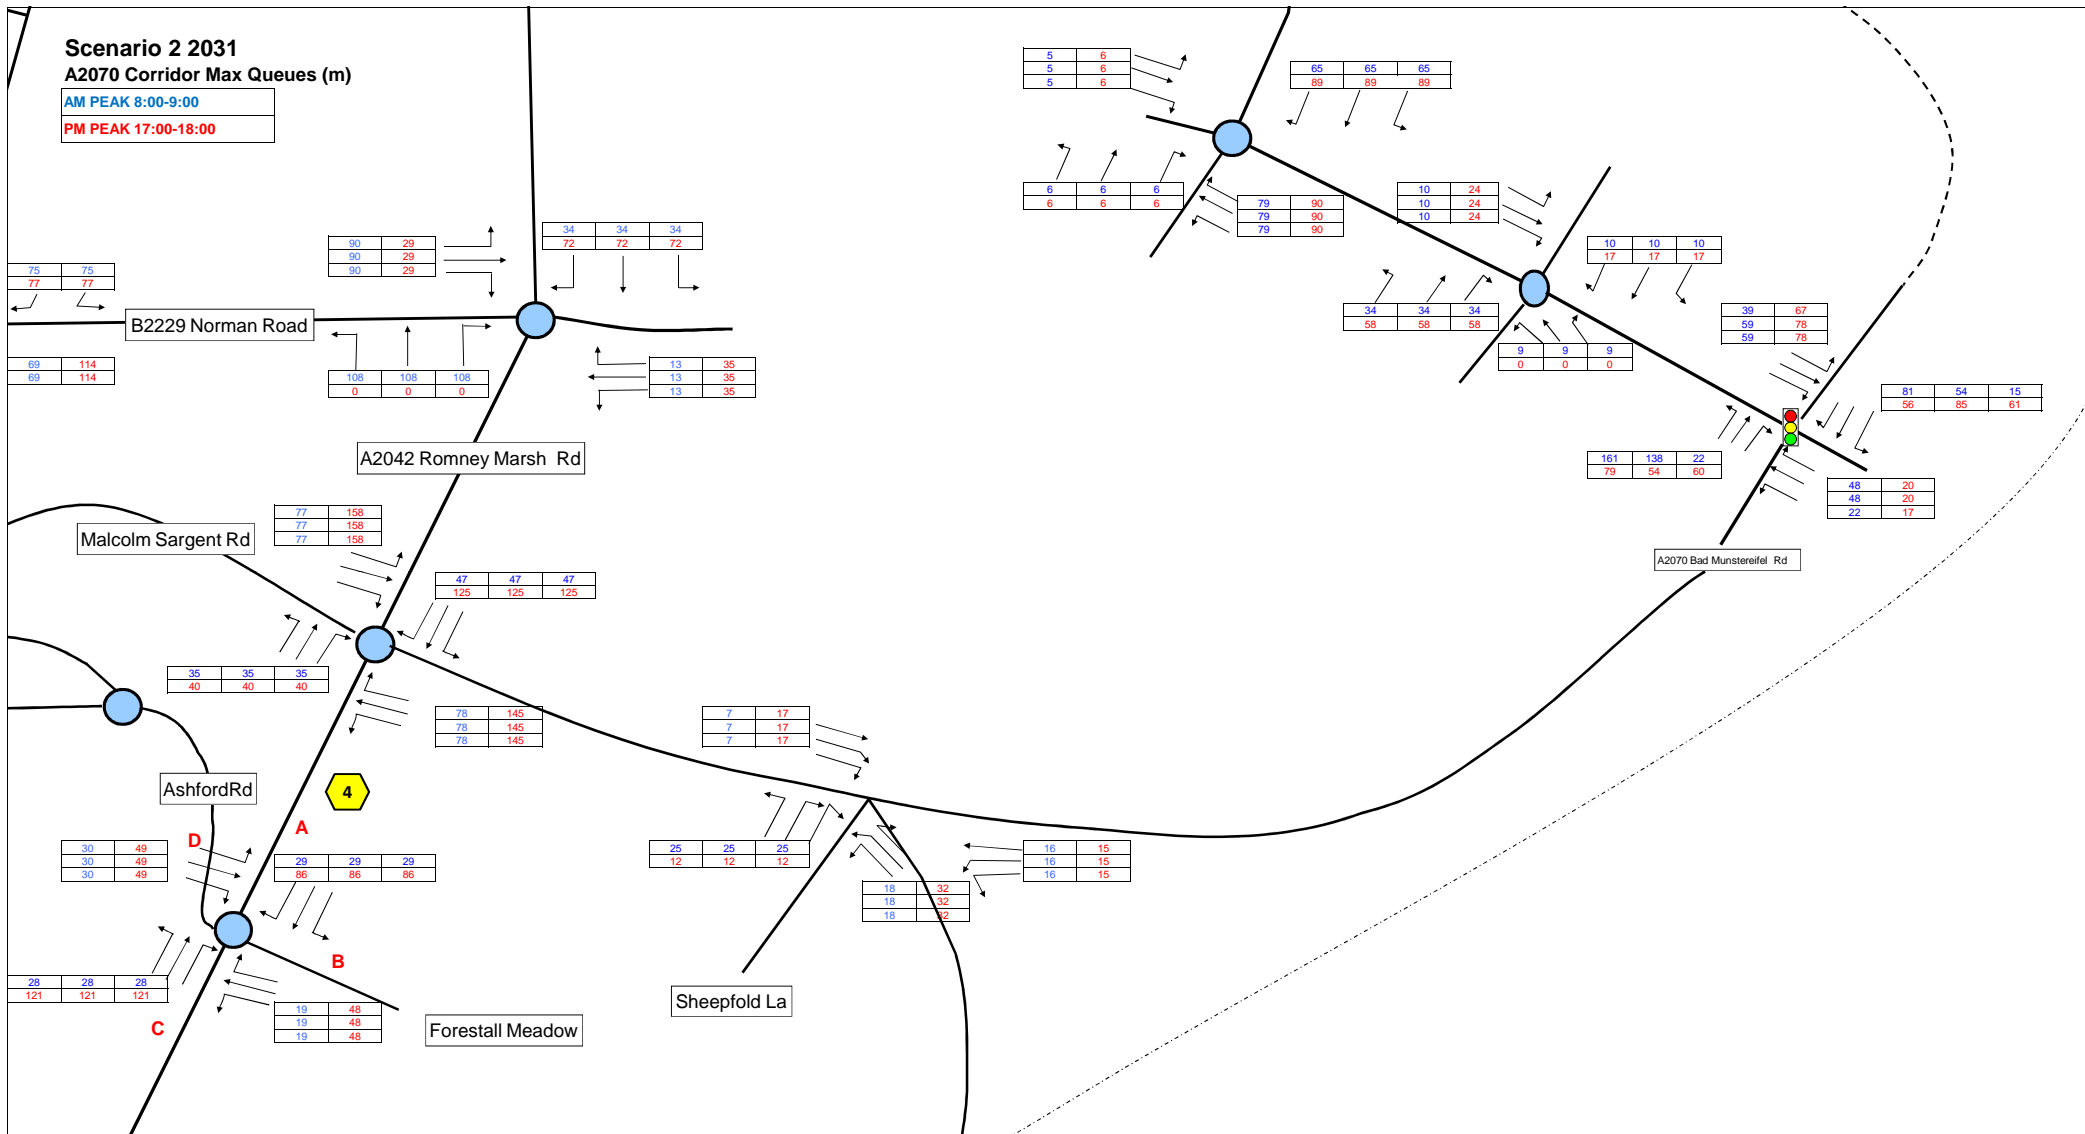 Scenario 2 2031
A2070 Corridor Max Queues (m)
AM PEAK 8:00-9:00
PM PEAK 17:00-18:00
5 6
5 6
5 6
65 65 65
89 89 89
6 6 6
6 6 6
79 90
79 90
79 90
10 24
10 24
10 24
10 10 10
17 17 17
34 34 34
58 58 58
9 9 9
0 0 0
39 67
59 78
59 78
81 54 15
56 85 61
161 138 22
79 54 60
48 20
48 20
22 17
A2070 Bad Munstereifel Rd
90 29
90 29
90 29
34 34 34
72 72 72
75 75
77 77
B2229 Norman Road
69 114
69 114
108 108 108
0 0 0
13 35
13 35
13 35
A2042 Romney Marsh Rd
77 158
77 158
77 158
Malcolm Sargent Rd
47 47 47
125 125 125
35 35 35
40 40 40
78 145
78 145
78 145
7 17
7 17
7 17
AshfordRd
4
A
D
30 49
30 49
30 49
29 29 29
86 86 86
25 25 25
12 12 12
16 15
16 15
16 15
18 32
18 32
18 32
B
28 28 28
121 121 121
19 48
19 48
19 48
C
Sheepfold La
Forestall Meadow